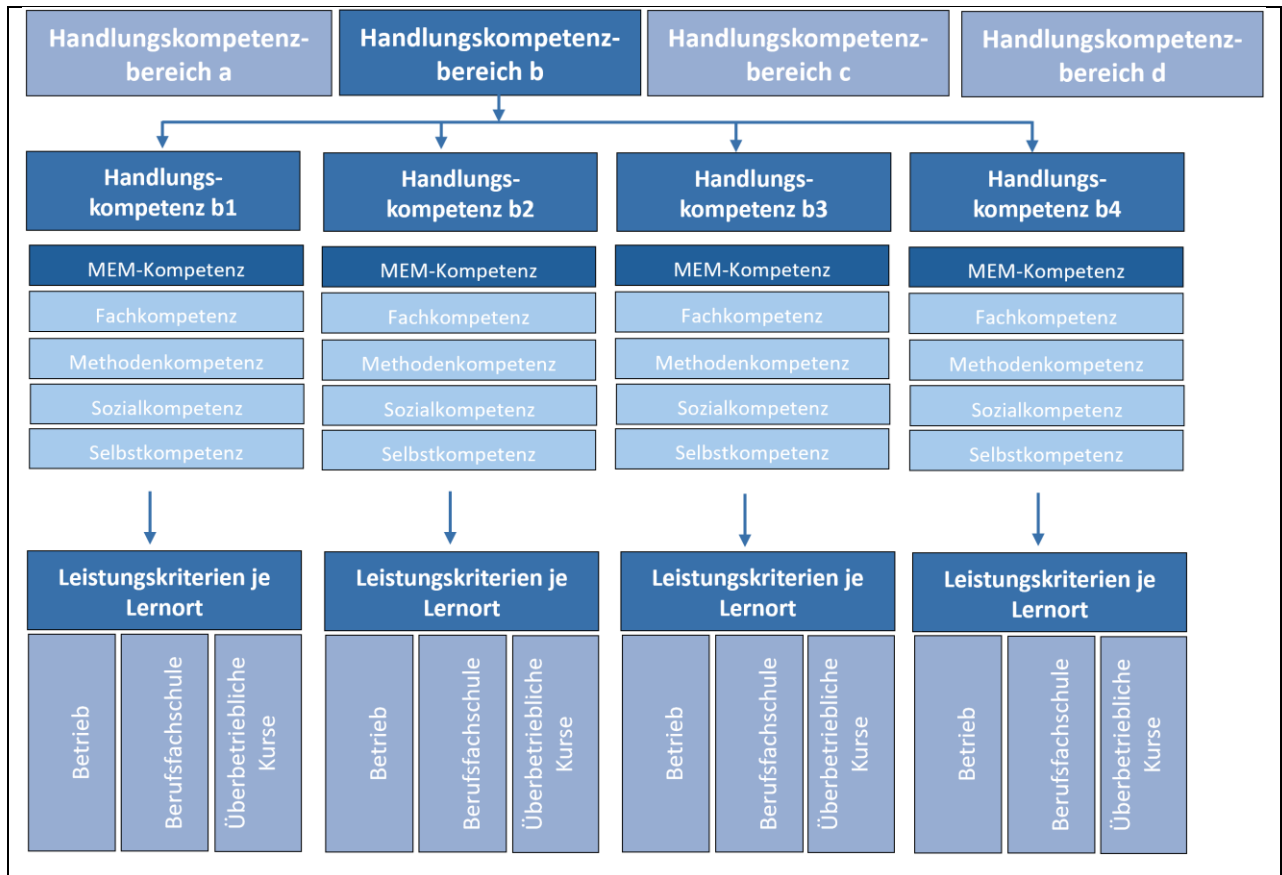 Handlungskompetenz-
bereich a
Handlungskompetenz-
bereich b
Handlungskompetenz-
bereich c
Handlungskompetenz-
bereich d
Handlungs-
kompetenz b1
Handlungs-
kompetenz b2
Handlungs-
kompetenz b3
Handlungs-
kompetenz b4
MEM-Kompetenz
MEM-Kompetenz
MEM-Kompetenz
MEM-Kompetenz
Fachkompetenz
Fachkompetenz
Fachkompetenz
Fachkompetenz
Methodenkompetenz
Methodenkompetenz
Methodenkompetenz
Methodenkompetenz
Sozialkompetenz
Sozialkompetenz
Sozialkompetenz
Sozialkompetenz
Selbstkompetenz
Selbstkompetenz
Selbstkompetenz
Selbstkompetenz
Leistungskriterien je
Lernort
Leistungskriterien je
Lernort
Leistungskriterien je
Lernort
Leistungskriterien je
Lernort
Betrieb
Berufsfachschule
Überbetriebliche
Kurse
Betrieb
Berufsfachschule
Überbetriebliche
Kurse
Betrieb
Berufsfachschule
Überbetriebliche
Kurse
Betrieb
Berufsfachschule
Überbetriebliche
Kurse